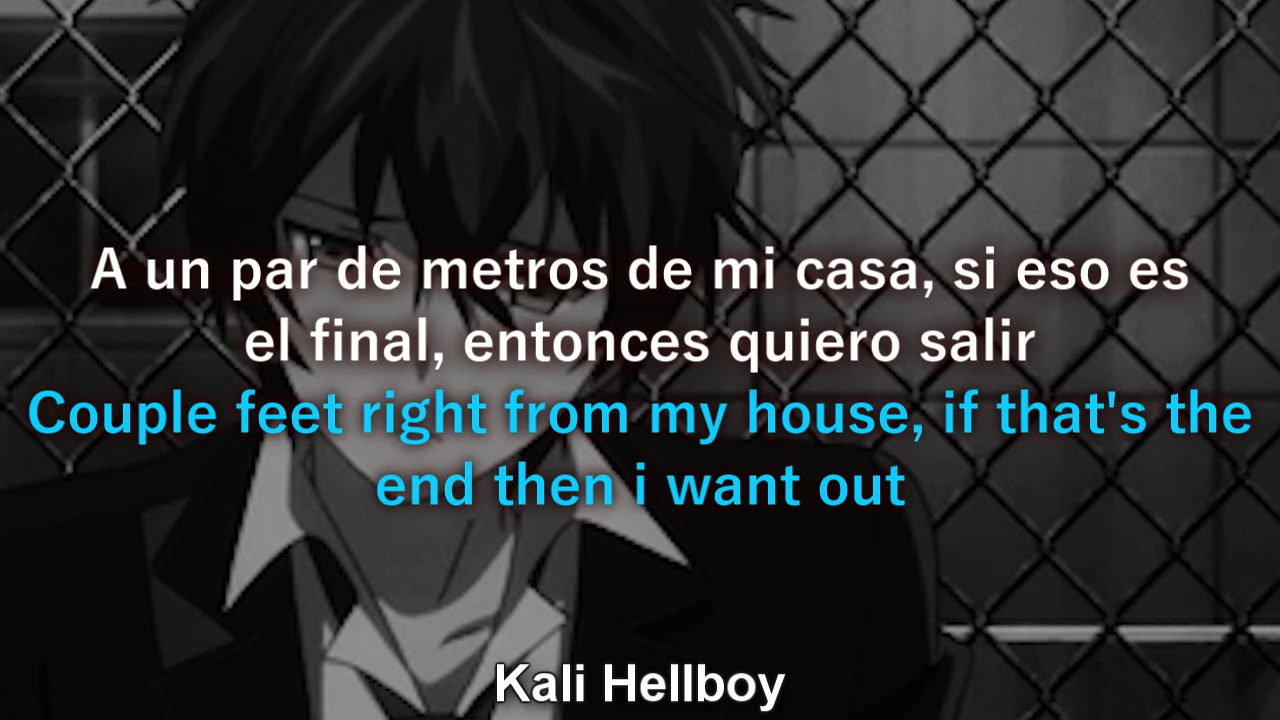 A un par de metros de mi casa, si eso es
el final, entonces quiero salir
Couple feet right from my house, if that's the
end then i want out
Kali Hellboy